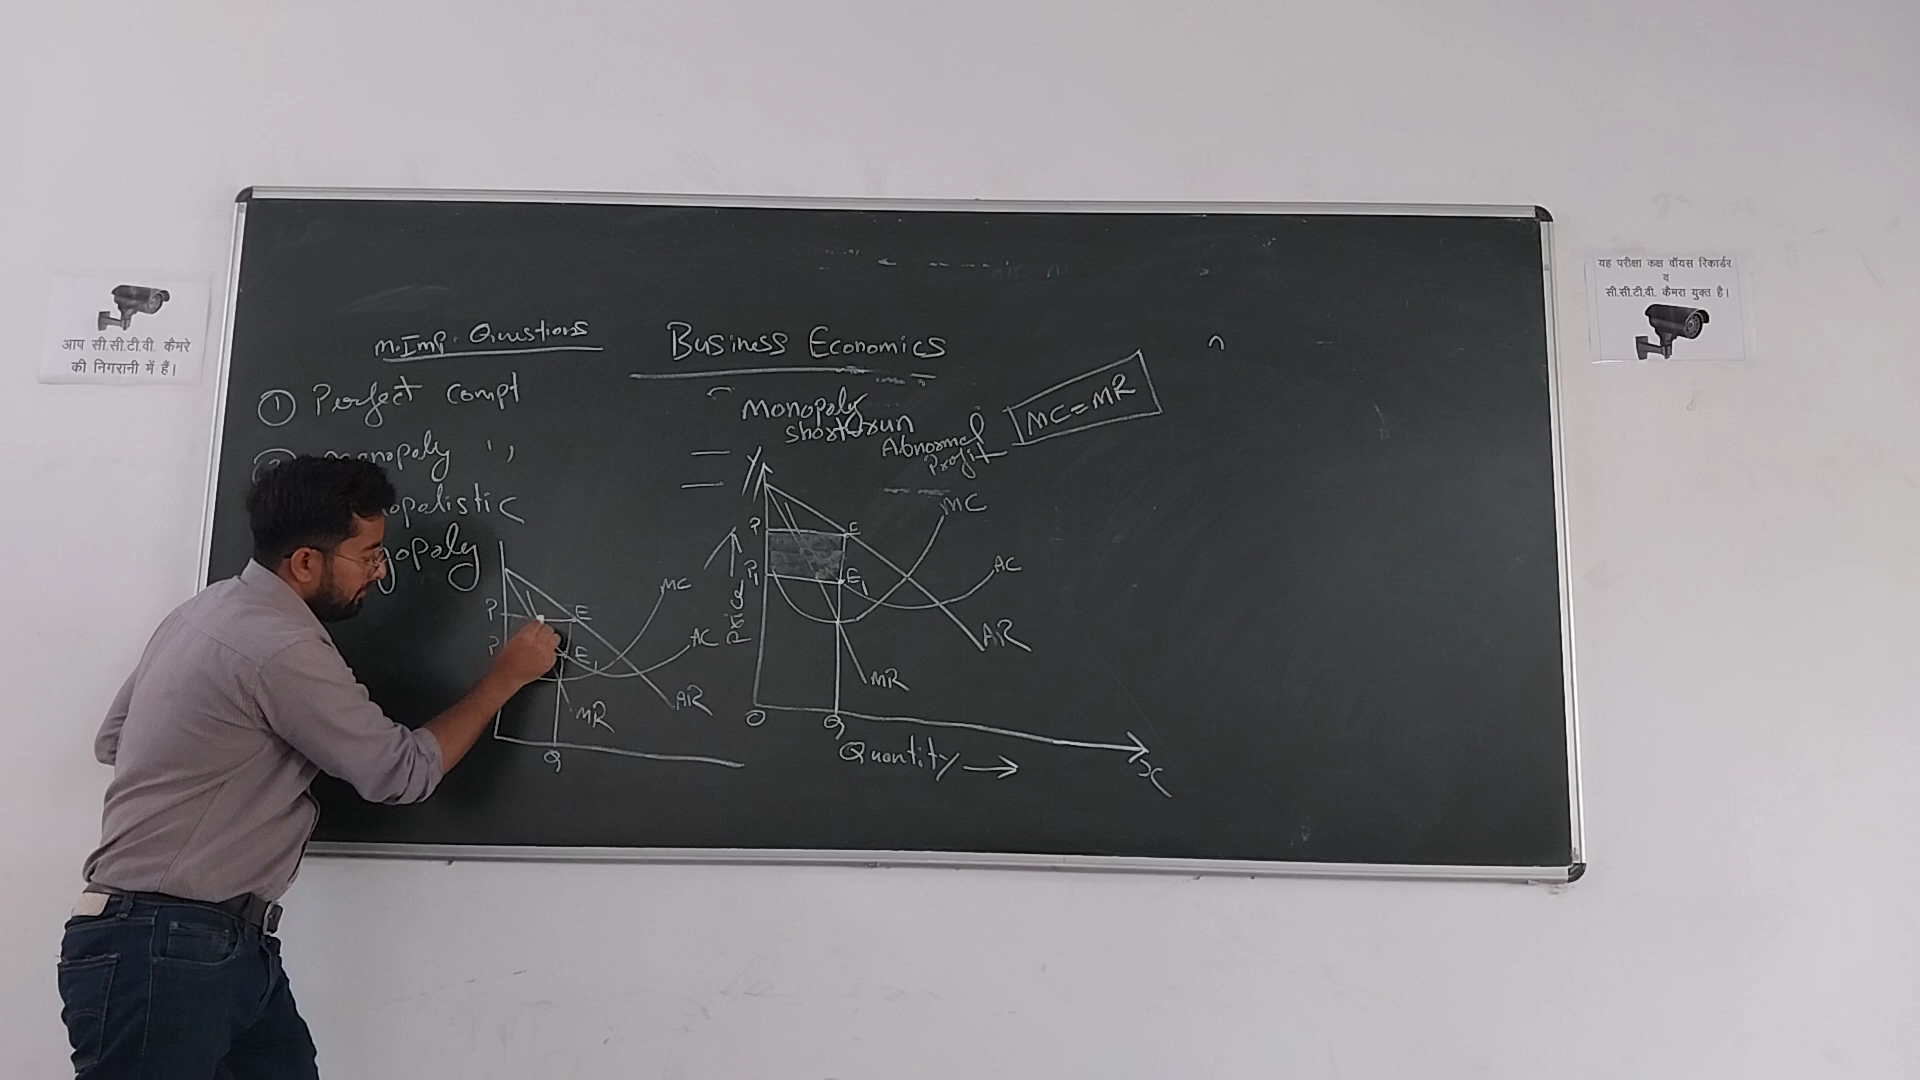 आप सी.सी.टी.वी. कैमरे
की निगरानी में हैं।
यह परीक्षा कक्ष वॉयस रिकार्डर
व
सी.सी.टी.वी. कैमरा युक्त है।
M.Imp. Questions
① Perfect Compt
Monopoly ,,
opolistic
gopoly
P
E
P
E1
MC
AC
AR
MR
Q
Business Economics
Monopoly
short run
Abnormal
Profit
MC=MR
Y
P
E
P1
E1
MC
AC
AR
MR
Price
O
Q
Quantity
X